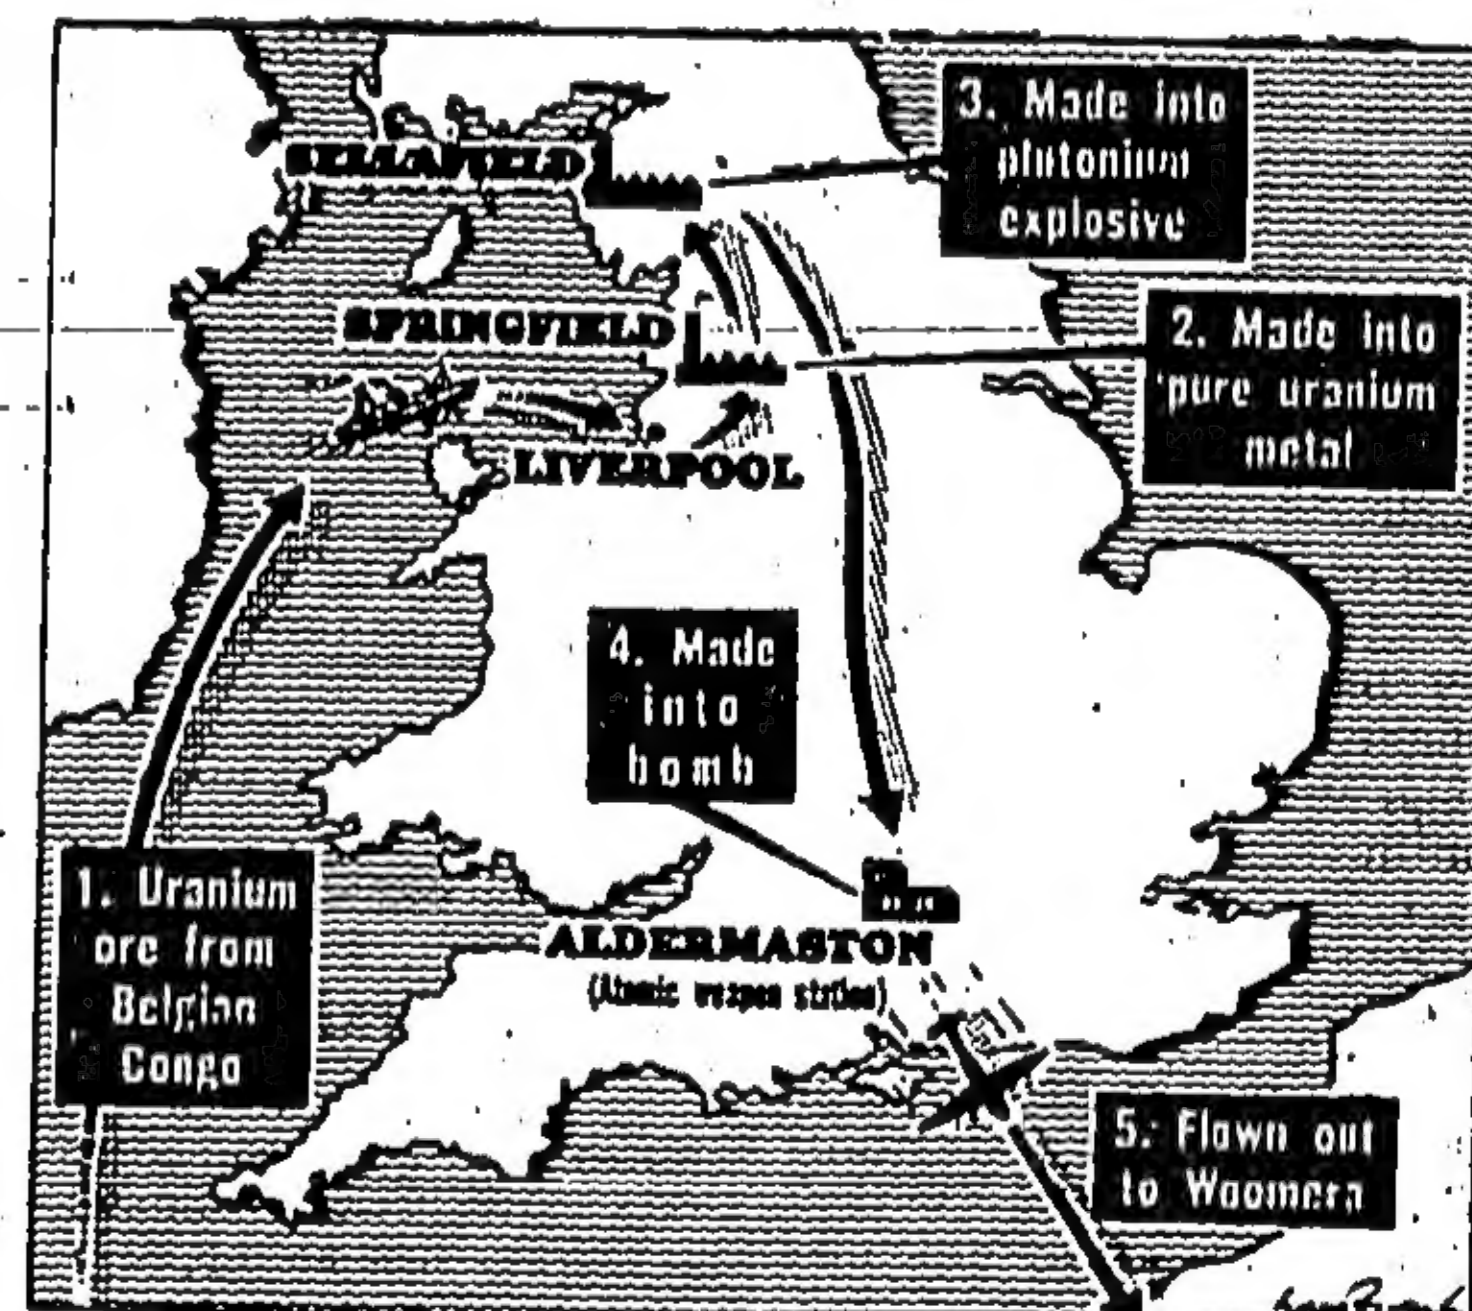 3. Made into
plutonium
explosive
SELLAFIELD
2. Made into
pure uranium
metal
SPRINGFIELD
LIVERPOOL
4. Made
into
bomb
1. Uranium
ore from
Belgian
Congo
ALDERMASTON
(Atomic weapon station)
5. Flown out
to Woomera